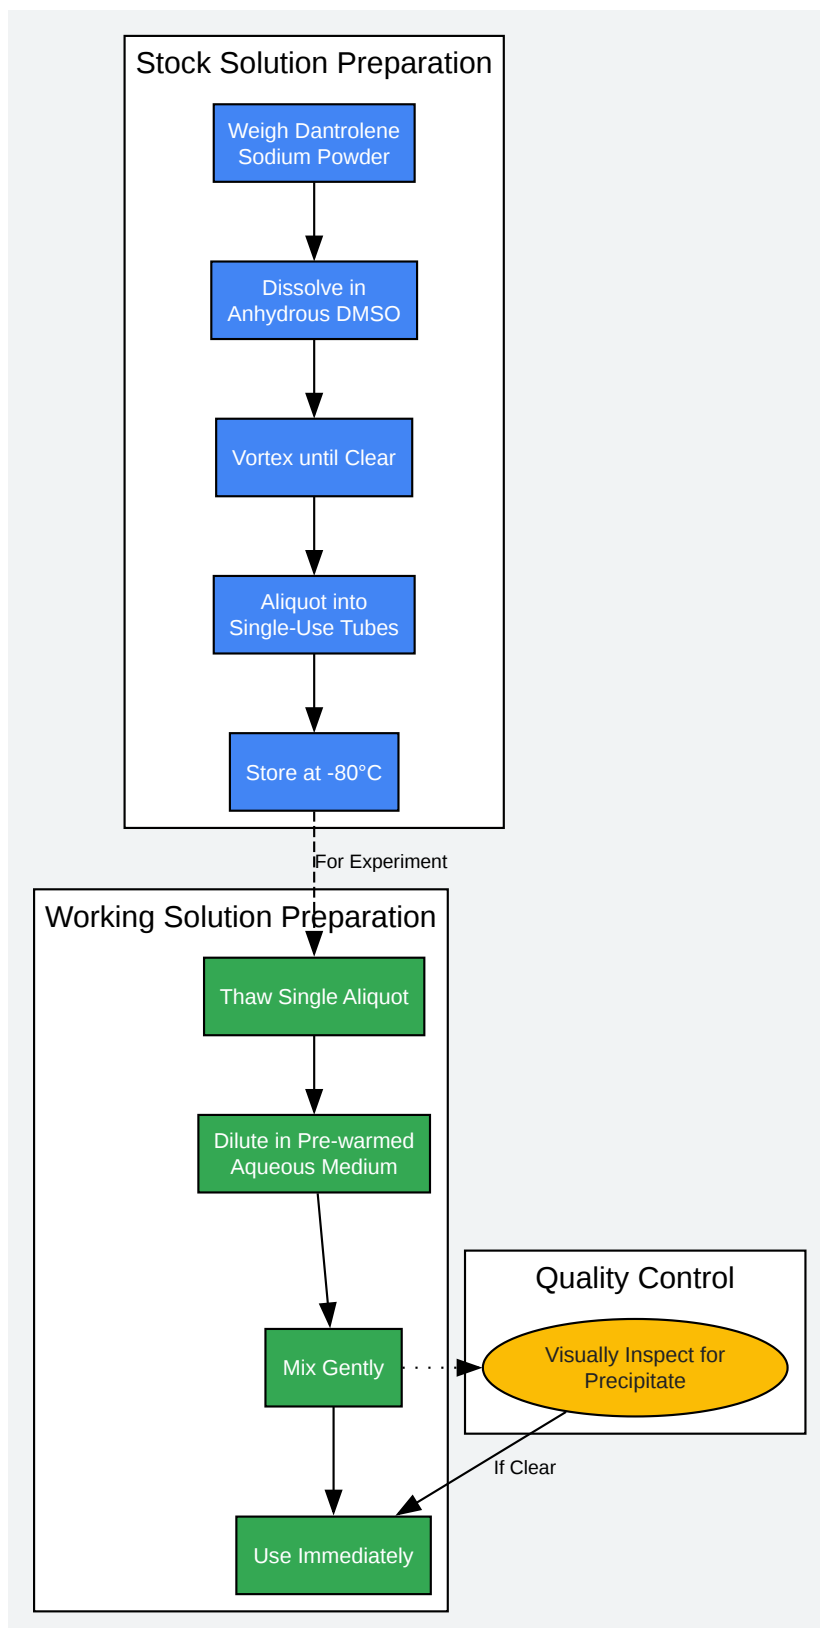 Stock Solution Preparation
Weigh Dantrolene
Sodium Powder
Dissolve in
Anhydrous DMSO
Vortex until Clear
Aliquot into
Single-Use Tubes
Store at -80°C
For Experiment
Working Solution Preparation
Thaw Single Aliquot
Dilute in Pre-warmed
Aqueous Medium
Quality Control
Mix Gently
Visually Inspect for
Precipitate
If Clear
Use Immediately